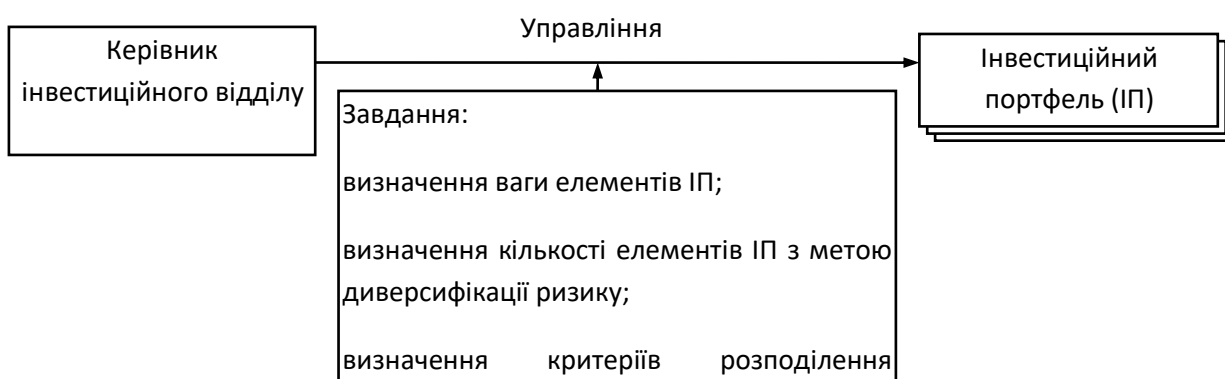 Керівник
інвестиційного відділу
Управління
Інвестиційний
портфель (ІП)
Завдання:
визначення ваги елементів ІП;
визначення кількості елементів ІП з метою
диверсифікації ризику;
визначення критеріїв розподілення